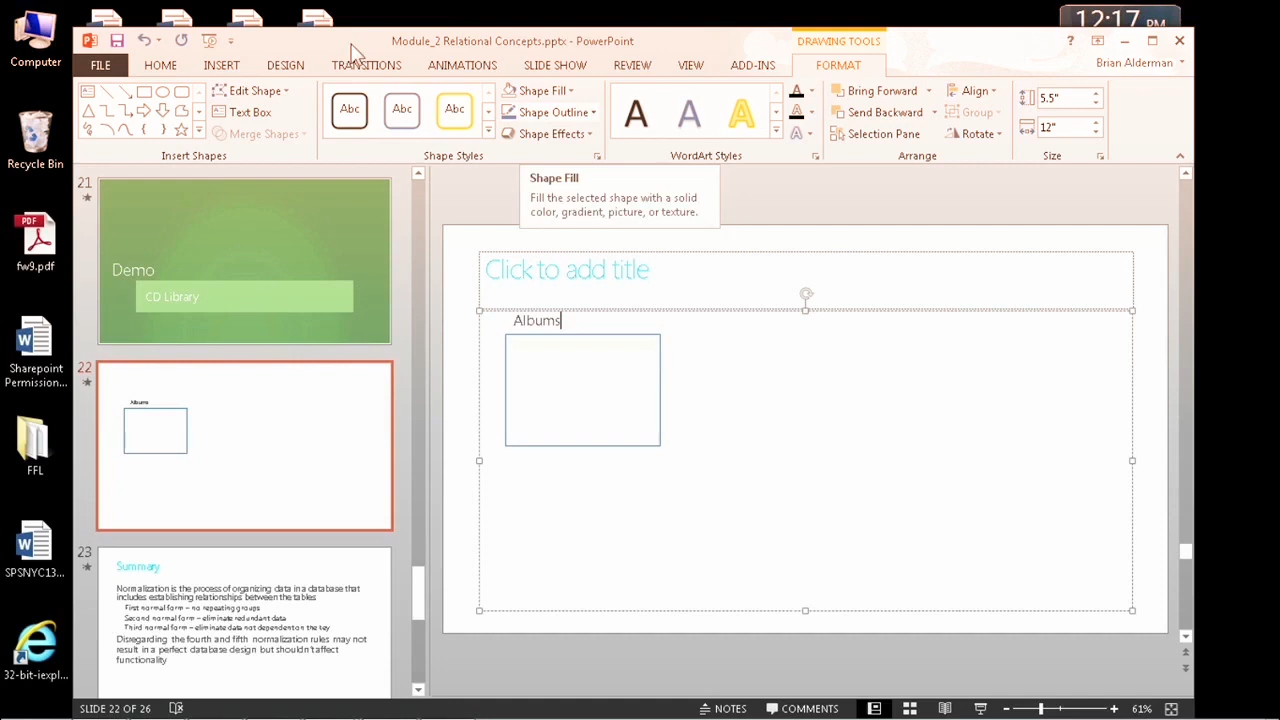 12:17 PM
Module_2 Relational Concepts.pptx - PowerPoint
DRAWING TOOLS
?
FILE
HOME
INSERT
DESIGN
TRANSITIONS
ANIMATIONS
SLIDE SHOW
REVIEW
VIEW
ADD-INS
FORMAT
Brian Alderman
Edit Shape
Text Box
Merge Shapes
Insert Shapes
Abc
Abc
Abc
Shape Fill
Shape Outline
Shape Effects
Shape Styles
A
A
A
WordArt Styles
Bring Forward
Send Backward
Selection Pane
Align
Group
Rotate
Arrange
5.5"
12"
Size
Shape Fill
Fill the selected shape with a solid
color, gradient, picture, or texture.
Computer
Recycle Bin
PDF
fw9.pdf
Sharepoint
Permission...
FFL
SPSNYC13...
32-bit-iexpl...
21
Demo
CD Library
22
Albums
23
Summary
Normalization is the process of organizing data in a database that
includes establishing relationships between the tables
First normal form – no repeating groups
Second normal form – eliminate redundant data
Third normal form – eliminate data not dependent on the key
Disregarding the fourth and fifth normalization rules may not
result in a perfect database design but shouldn't affect
functionality
Click to add title
Albums
SLIDE 22 OF 26
NOTES
COMMENTS
61%